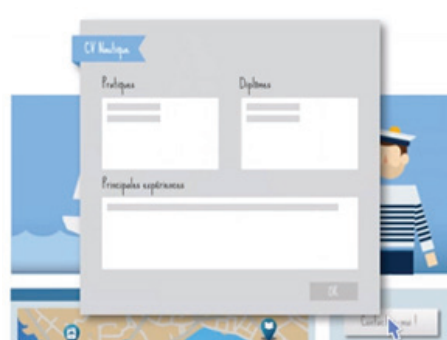 CV Nautique
Pratiques
Diplômes
Principales expériences
OK